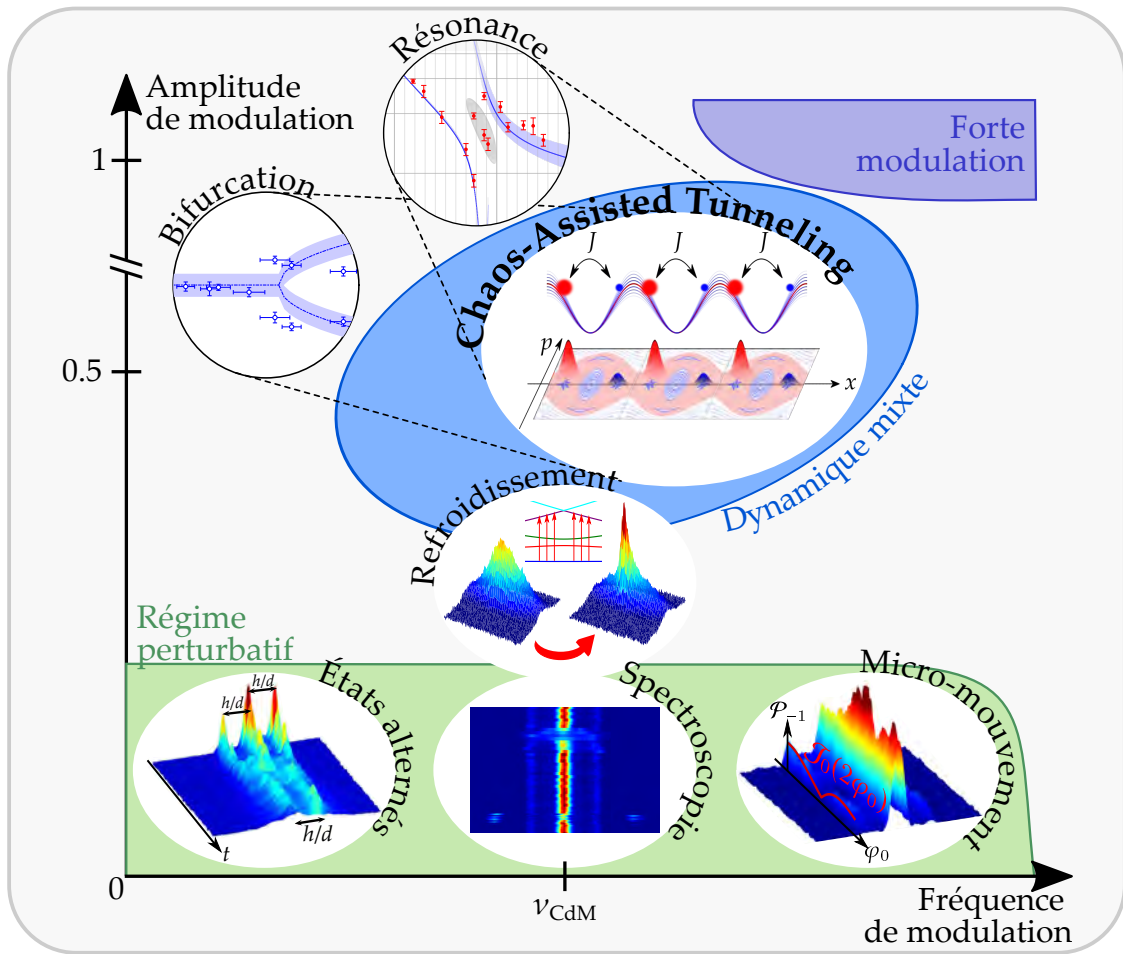 Résonance
Amplitude
de modulation
1
Forte
modulation
Bifurcation
Chaos-Assisted Tunneling
J
J
J
p
x
0.5
Dynamique mixte
Refroidissement
Régime
perturbatif
États alternés
h/d
h/d
h/d
t
Spectroscopie
Micro-mouvement
𝒫₋₁
𝒥₀(2φ₀)
φ₀
0
ν_CdM
Fréquence
de modulation